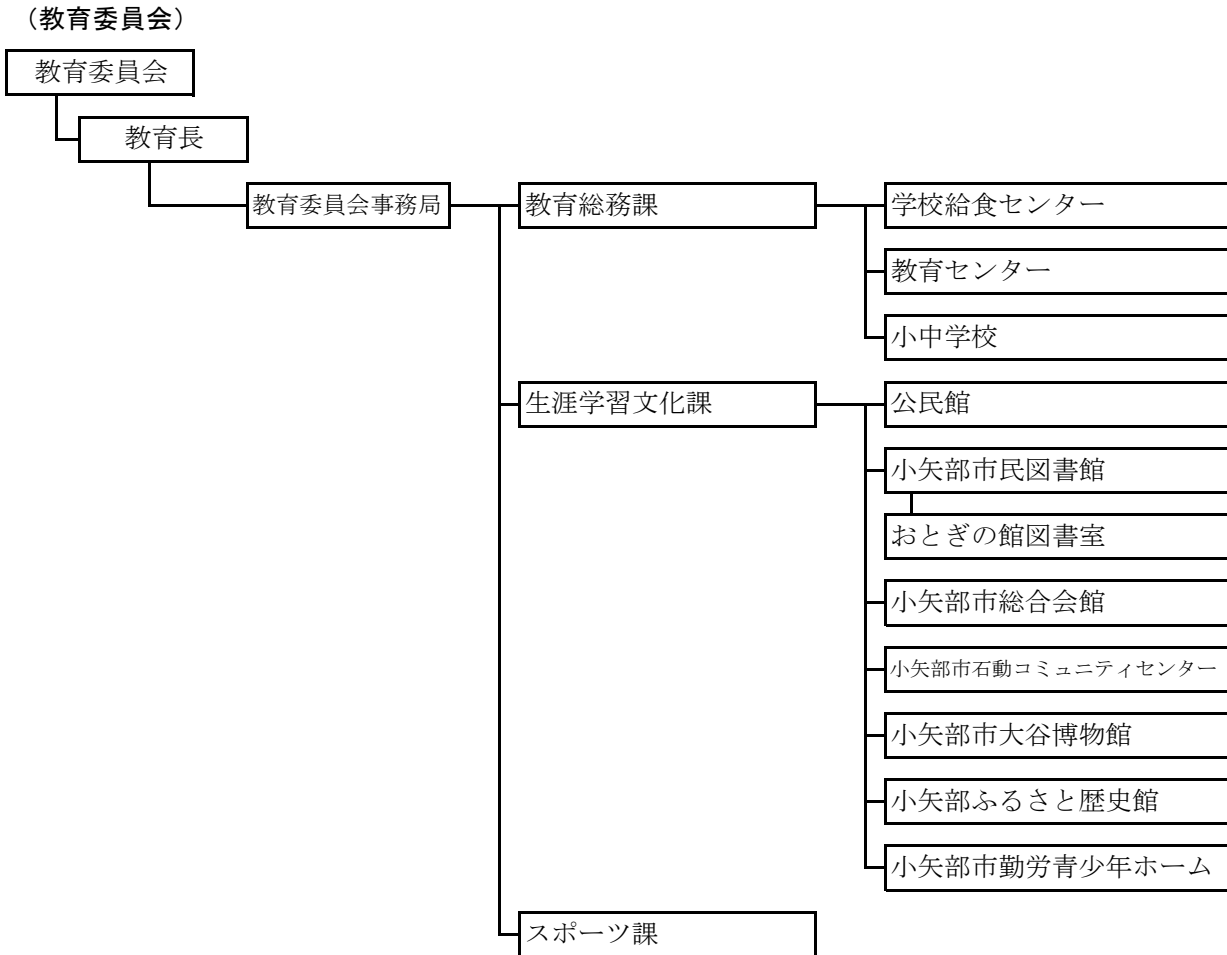 （教育委員会）
教育委員会
教育長
教育委員会事務局
教育総務課
学校給食センター
教育センター
小中学校
生涯学習文化課
公民館
小矢部市民図書館
おとぎの館図書室
小矢部市総合会館
小矢部市石動コミュニティセンター
小矢部市大谷博物館
小矢部ふるさと歴史館
小矢部市勤労青少年ホーム
スポーツ課